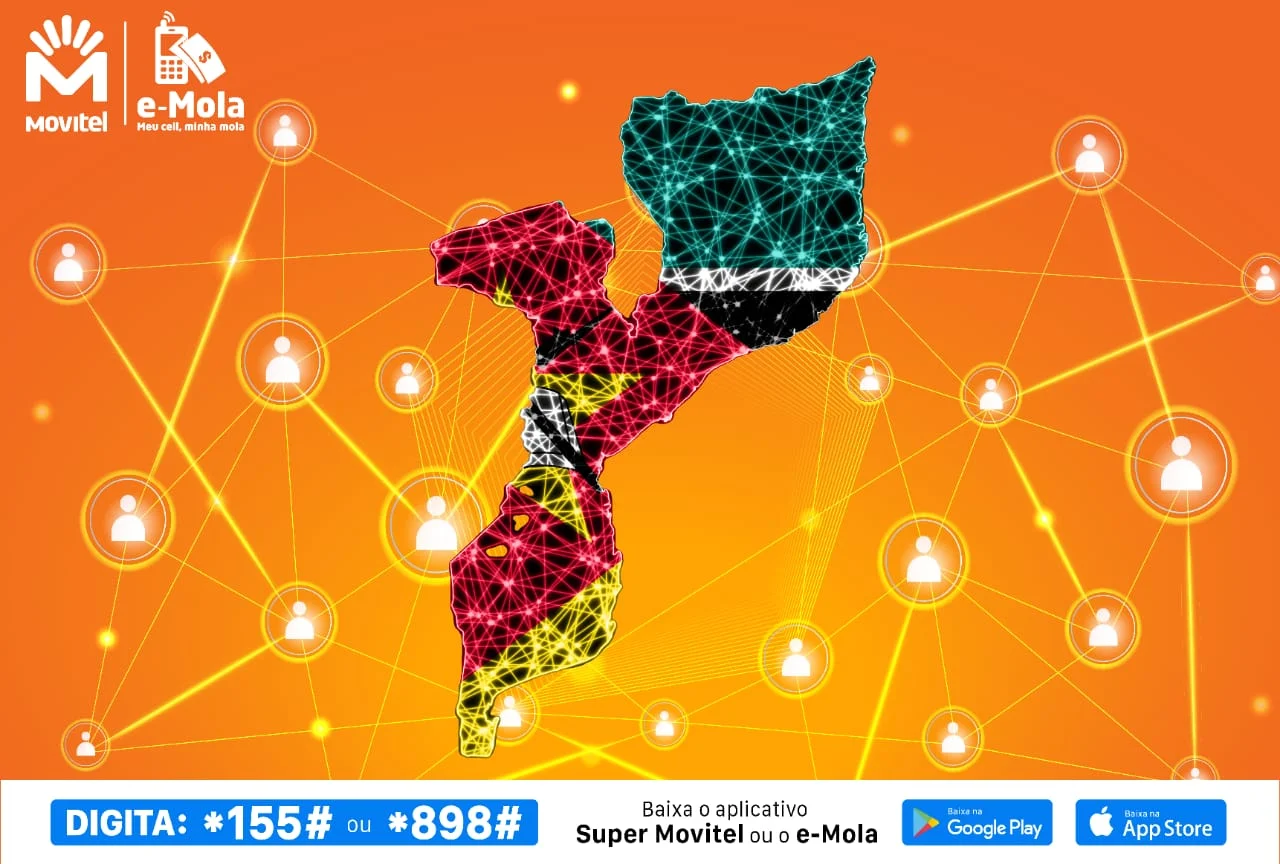 MOVITEL
e-Mola
Meu cell, minha mola
DIGITA: *155# ou *898#
Baixa o aplicativo
Super Movitel ou o e-Mola
Baixa na
Google Play
Baixa na
App Store